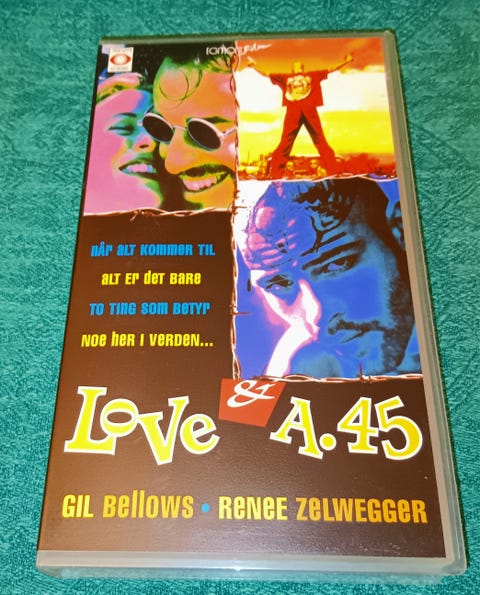 når alt kommer til
alt er det bare
to ting som betyr
noe her i verden...
Love & A.45
Gil Bellows • Renee Zelwegger